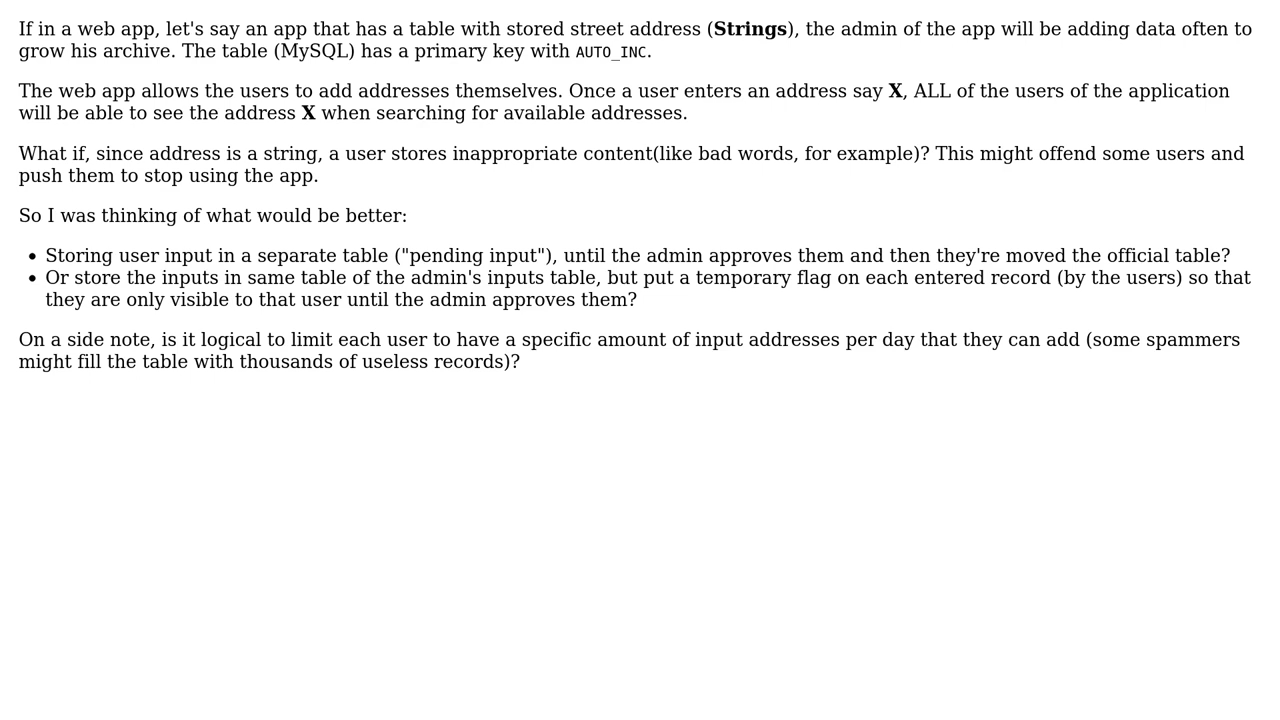 If in a web app, let's say an app that has a table with stored street address (Strings), the admin of the app will be adding data often to
grow his archive. The table (MySQL) has a primary key with AUTO_INC.
The web app allows the users to add addresses themselves. Once a user enters an address say X, ALL of the users of the application
will be able to see the address X when searching for available addresses.
What if, since address is a string, a user stores inappropriate content(like bad words, for example)? This might offend some users and
push them to stop using the app.
So I was thinking of what would be better:
• Storing user input in a separate table ("pending input"), until the admin approves them and then they're moved the official table?
• Or store the inputs in same table of the admin's inputs table, but put a temporary flag on each entered record (by the users) so that
they are only visible to that user until the admin approves them?
On a side note, is it logical to limit each user to have a specific amount of input addresses per day that they can add (some spammers
might fill the table with thousands of useless records)?